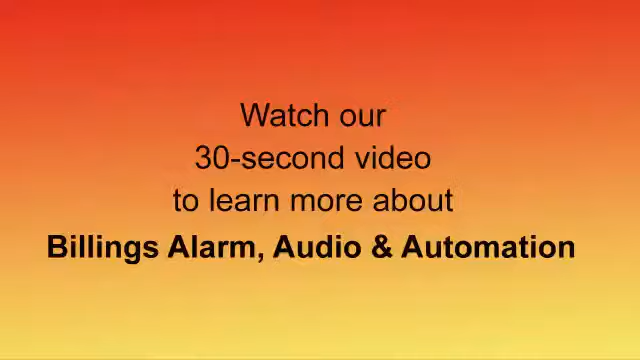 Watch our
30-second video
to learn more about
Billings Alarm, Audio & Automation